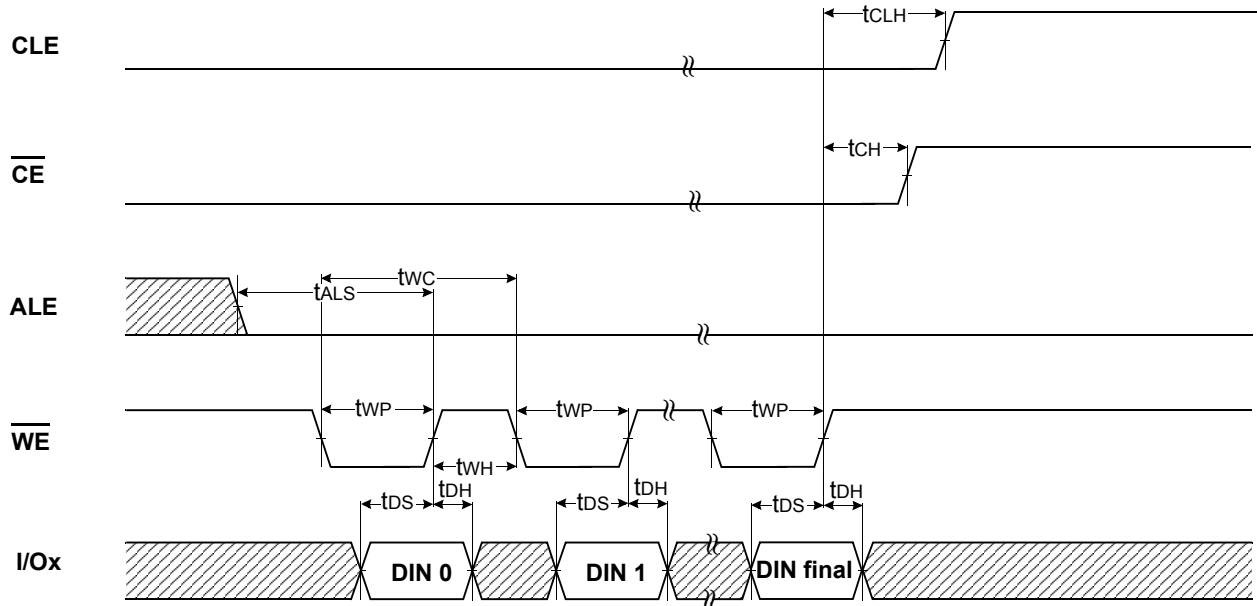 CLE
tCLH
CE
tCH
ALE
tWC
tALS
WE
tWP
tWP
tWP
tWH
tDS
tDH
tDS
tDH
tDS
tDH
I/Ox
DIN 0
DIN 1
DIN final